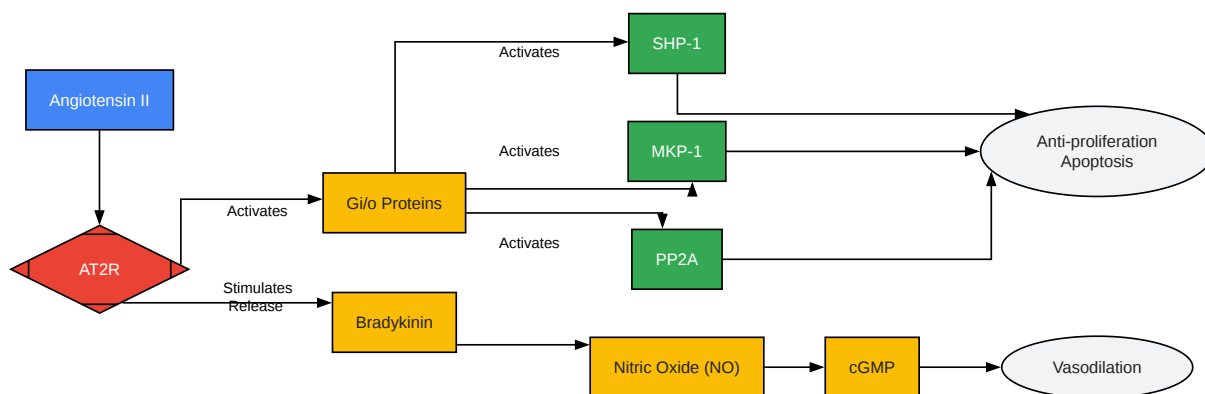 Angiotensin II
AT2R
Activates
Gi/o Proteins
Activates
SHP-1
Activates
MKP-1
Activates
PP2A
Anti-proliferation
Apoptosis
Stimulates
Release
Bradykinin
Nitric Oxide (NO)
cGMP
Vasodilation